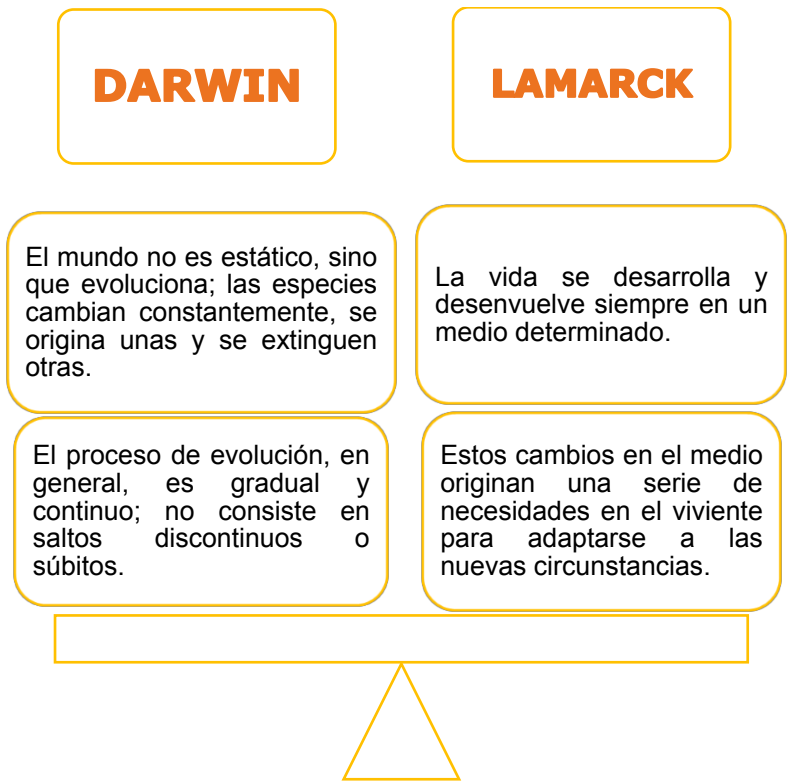 DARWIN
LAMARCK
El mundo no es estático, sino
que evoluciona; las especies
cambian constantemente, se
origina unas y se extinguen
otras.
La vida se desarrolla y
desenvuelve siempre en un
medio determinado.
El proceso de evolución, en
general, es gradual y
continuo; no consiste en
saltos discontinuos o
súbitos.
Estos cambios en el medio
originan una serie de
necesidades en el viviente
para adaptarse a las
nuevas circunstancias.